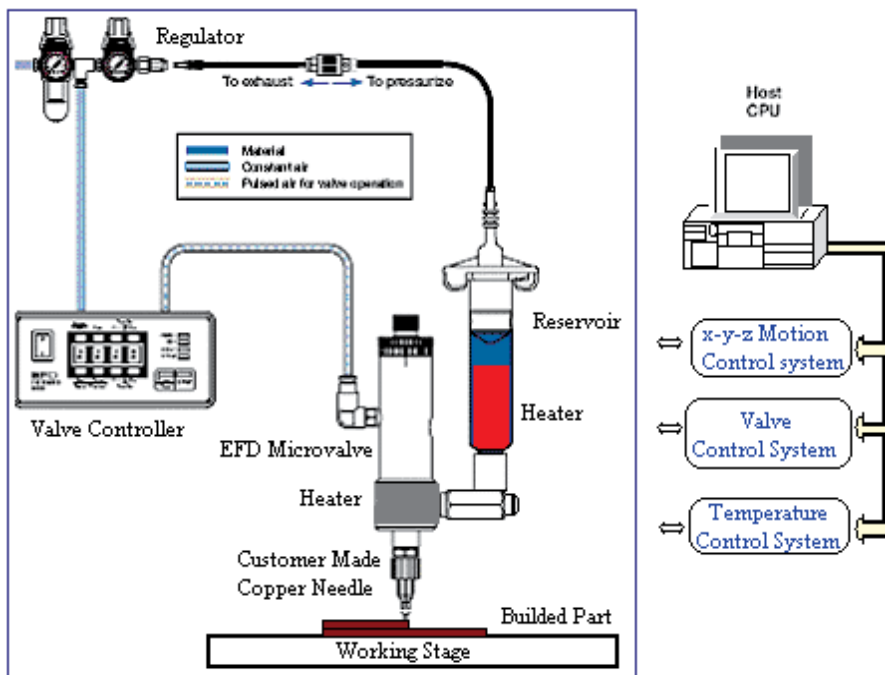 Regulator
To exhaust
To pressurize
Material
Constant air
Pulsed air for valve operation
Host
CPU
Reservoir
x-y-z Motion
Control system
Heater
Valve Controller
EFD Microvalve
Valve
Control System
Heater
Temperature
Control System
Customer Made
Copper Needle
Builded Part
Working Stage